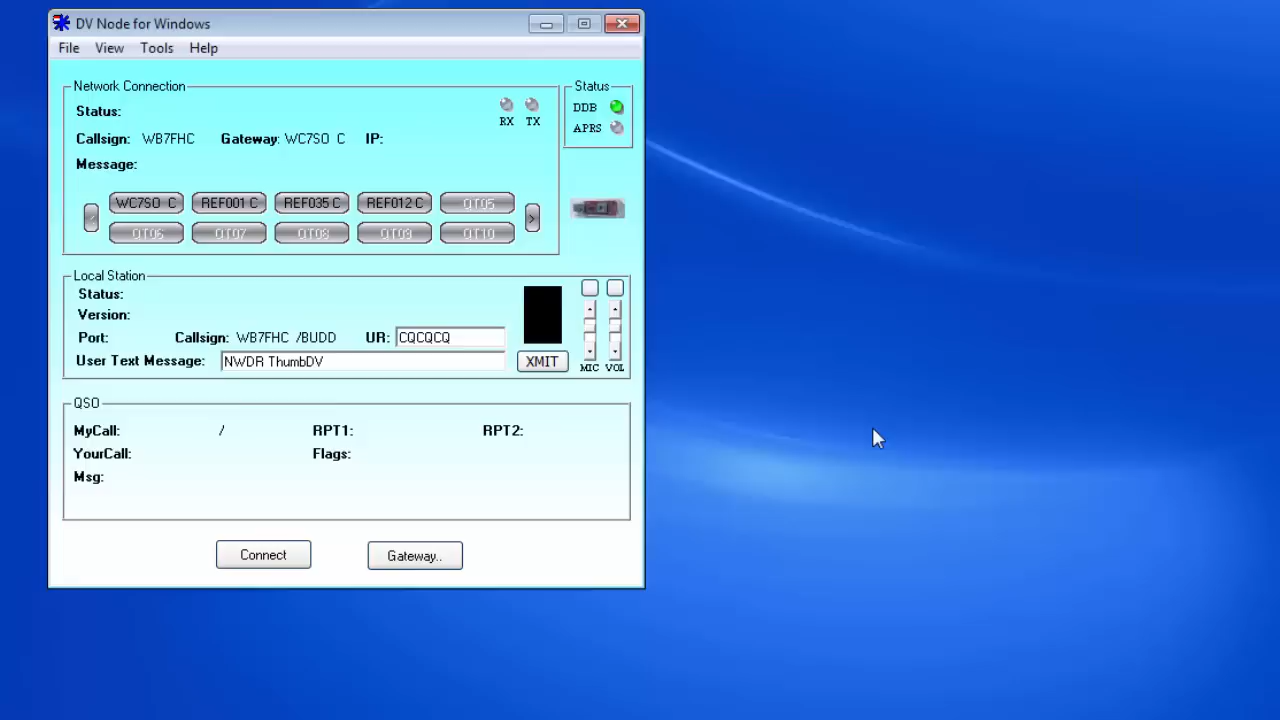 DV Node for Windows
File View Tools Help
Network Connection
Status
Status:
DDB
RX TX
APRS
Callsign: WB7FHC Gateway: WC7SO C IP:
Message:
WC7SO C REF001 C REF035 C REF012 C QT05
< >
QT06 QT07 QT08 QT09 QT10
Local Station
Status:
Version:
Port: Callsign: WB7FHC /BUDD UR: CQCQCQ
User Text Message: NWDR ThumbDV XMIT MIC VOL
QSO
MyCall: / RPT1: RPT2:
YourCall: Flags:
Msg:
Connect Gateway..